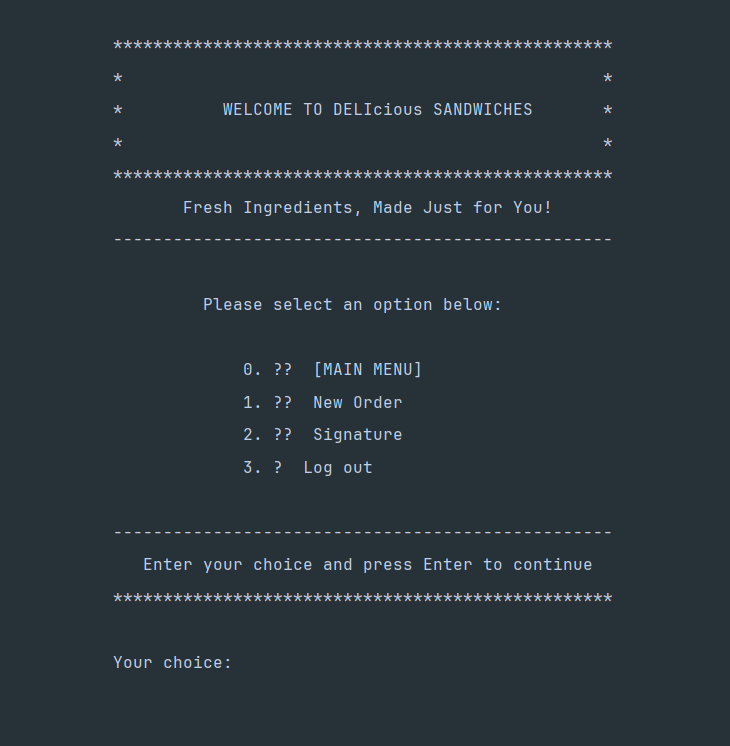 **************************************************
*                                                *
*          WELCOME TO DELIcious SANDWICHES       *
*                                                *
**************************************************
       Fresh Ingredients, Made Just for You!
--------------------------------------------------
         Please select an option below:
             0. ??  [MAIN MENU]
             1. ??  New Order
             2. ??  Signature
             3. ?  Log out
--------------------------------------------------
   Enter your choice and press Enter to continue
**************************************************
Your choice: